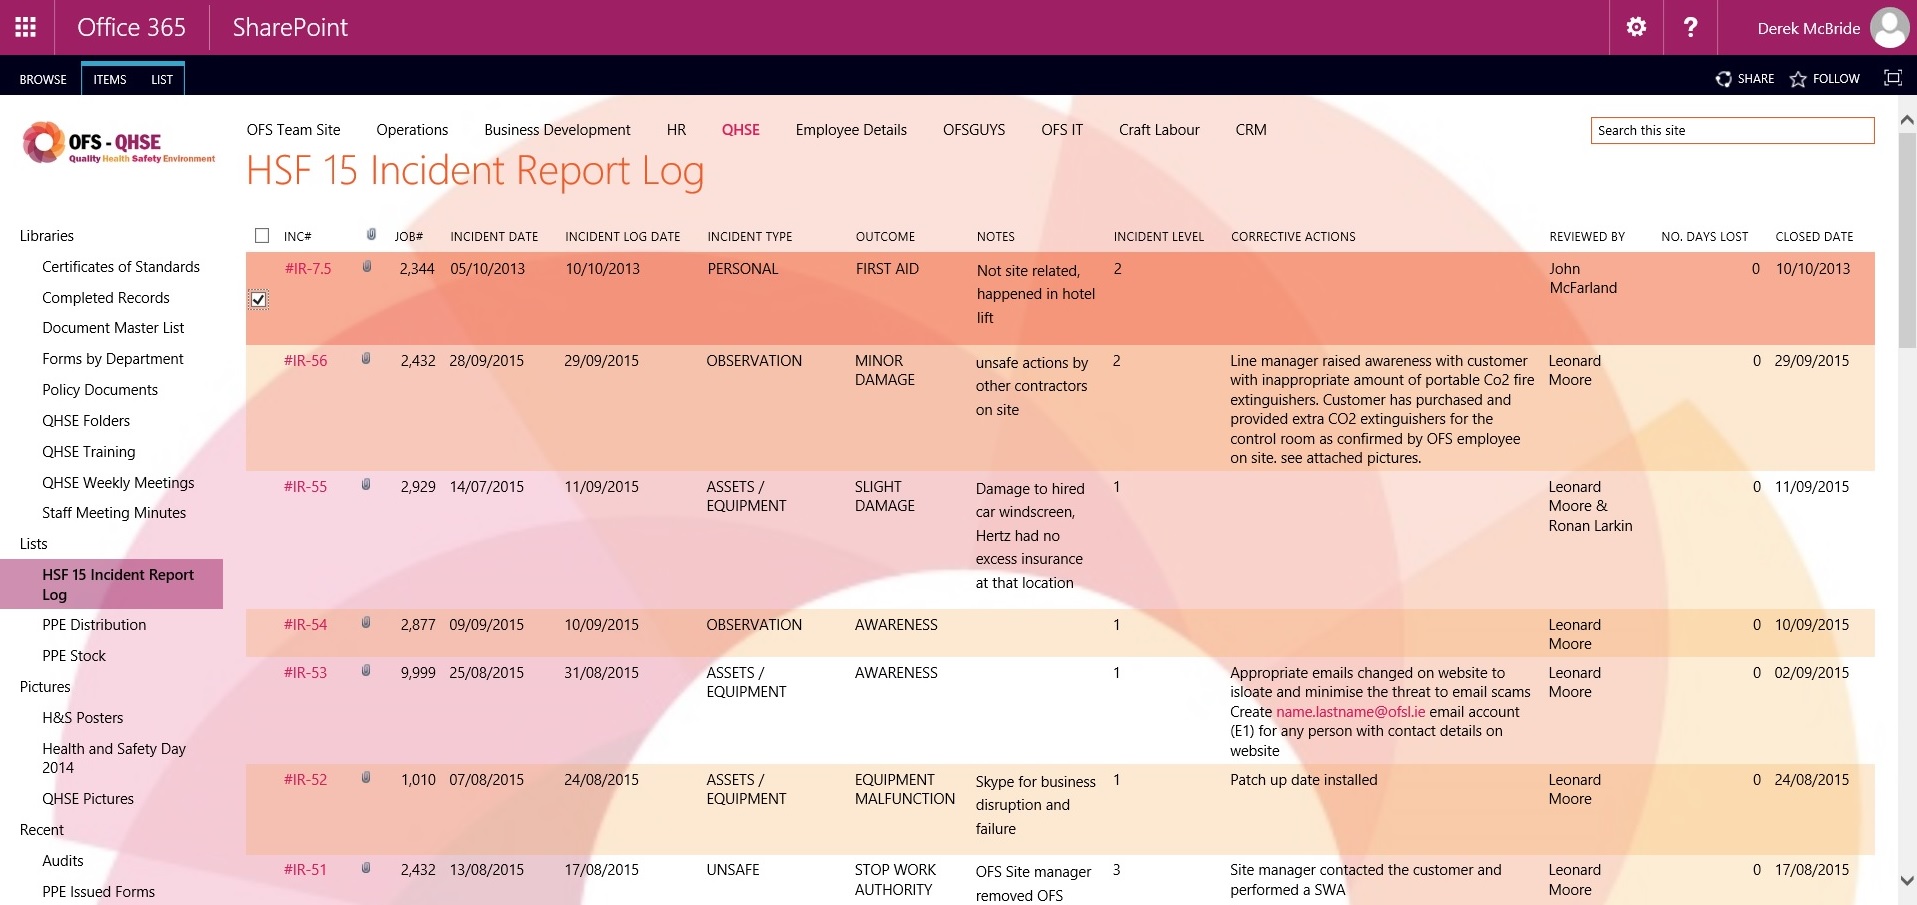 Office 365
SharePoint
?
Derek McBride
BROWSE
ITEMS
LIST
SHARE
FOLLOW
OFS - QHSE
Quality Health Safety Environment
OFS Team Site
Operations
Business Development
HR
QHSE
Employee Details
OFSGUYS
OFS IT
Craft Labour
CRM
Search this site
HSF 15 Incident Report Log
Libraries
Certificates of Standards
Completed Records
Document Master List
Forms by Department
Policy Documents
QHSE Folders
QHSE Training
QHSE Weekly Meetings
Staff Meeting Minutes
Lists
HSF 15 Incident Report
Log
PPE Distribution
PPE Stock
Pictures
H&S Posters
Health and Safety Day
2014
QHSE Pictures
Recent
Audits
PPE Issued Forms
INC#
JOB#
INCIDENT DATE
INCIDENT LOG DATE
INCIDENT TYPE
OUTCOME
NOTES
INCIDENT LEVEL
CORRECTIVE ACTIONS
REVIEWED BY
NO. DAYS LOST
CLOSED DATE
#IR-7.5
2,344
05/10/2013
10/10/2013
PERSONAL
FIRST AID
Not site related,
happened in hotel
lift
2
John
McFarland
0
10/10/2013
#IR-56
2,432
28/09/2015
29/09/2015
OBSERVATION
MINOR
DAMAGE
unsafe actions by
other contractors
on site
2
Line manager raised awareness with customer
with inappropriate amount of portable Co2 fire
extinguishers. Customer has purchased and
provided extra CO2 extinguishers for the
control room as confirmed by OFS employee
on site. see attached pictures.
Leonard
Moore
0
29/09/2015
#IR-55
2,929
14/07/2015
11/09/2015
ASSETS /
EQUIPMENT
SLIGHT
DAMAGE
Damage to hired
car windscreen,
Hertz had no
excess insurance
at that location
1
Leonard
Moore &
Ronan Larkin
0
11/09/2015
#IR-54
2,877
09/09/2015
10/09/2015
OBSERVATION
AWARENESS
1
Leonard
Moore
0
10/09/2015
#IR-53
9,999
25/08/2015
31/08/2015
ASSETS /
EQUIPMENT
AWARENESS
1
Appropriate emails changed on website to
isloate and minimise the threat to email scams
Create name.lastname@ofsl.ie email account
(E1) for any person with contact details on
website
Leonard
Moore
0
02/09/2015
#IR-52
1,010
07/08/2015
24/08/2015
ASSETS /
EQUIPMENT
EQUIPMENT
MALFUNCTION
Skype for business
disruption and
failure
1
Patch up date installed
Leonard
Moore
0
24/08/2015
#IR-51
2,432
13/08/2015
17/08/2015
UNSAFE
STOP WORK
AUTHORITY
OFS Site manager
removed OFS
3
Site manager contacted the customer and
performed a SWA
Leonard
Moore
0
17/08/2015